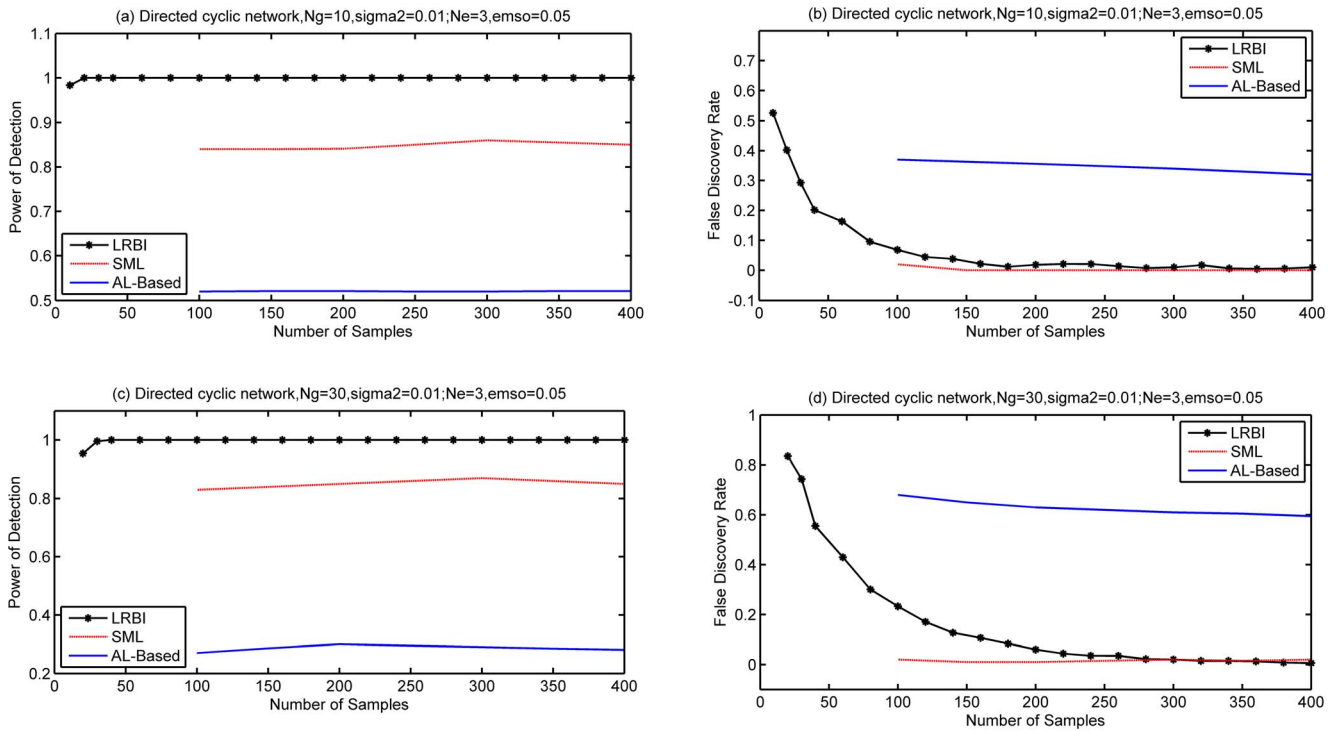 (a) Directed cyclic network,Ng=10,sigma2=0.01;Ne=3,emso=0.05
1.1
1
0.9
0.8
0.7
0.6
0.5
Power of Detection
LRBI
SML
AL-Based
0 50 100 150 200 250 300 350 400
Number of Samples
(b) Directed cyclic network,Ng=10,sigma2=0.01;Ne=3,emso=0.05
0.7
0.6
0.5
0.4
0.3
0.2
0.1
0
-0.1
False Discovery Rate
LRBI
SML
AL-Based
0 50 100 150 200 250 300 350 400
Number of Samples
(c) Directed cyclic network,Ng=30,sigma2=0.01;Ne=3,emso=0.05
1
0.8
0.6
0.4
0.2
Power of Detection
LRBI
SML
AL-Based
0 50 100 150 200 250 300 350 400
Number of Samples
(d) Directed cyclic network,Ng=30,sigma2=0.01;Ne=3,emso=0.05
1
0.8
0.6
0.4
0.2
0
False Discovery Rate
LRBI
SML
AL-Based
0 50 100 150 200 250 300 350 400
Number of Samples